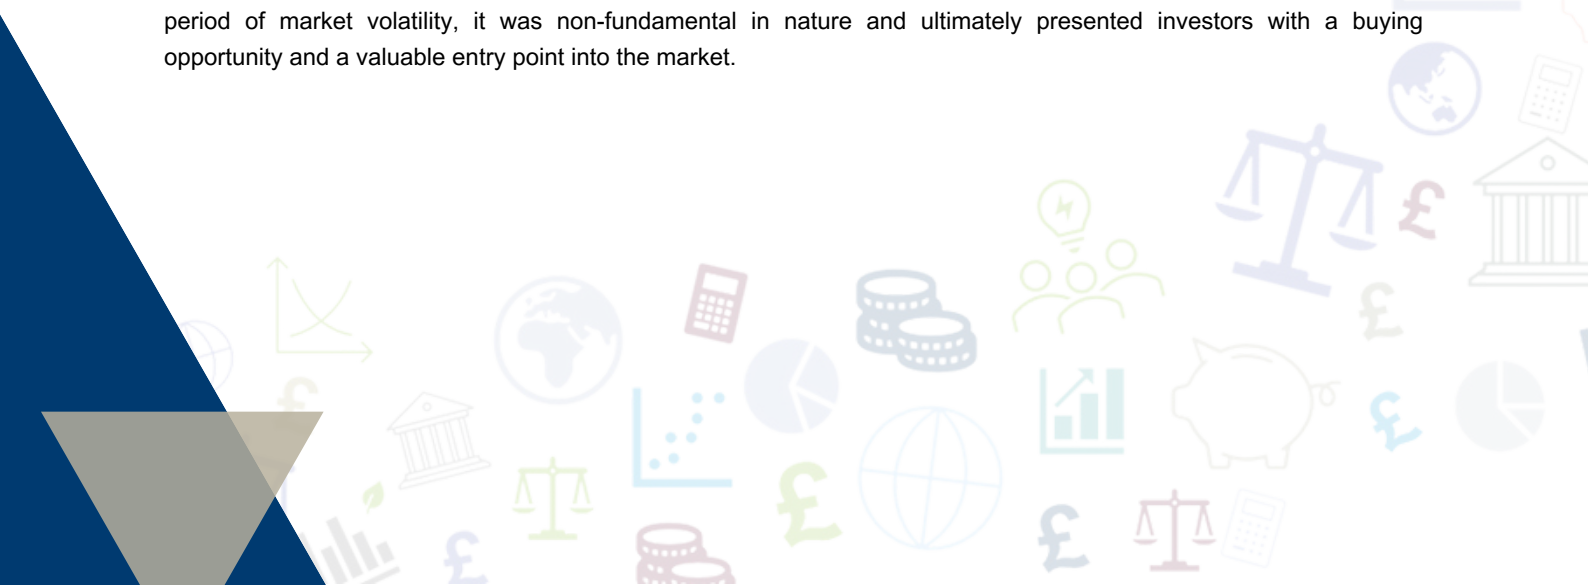 period of market volatility, it was non-fundamental in nature and ultimately presented investors with a buying
opportunity and a valuable entry point into the market.